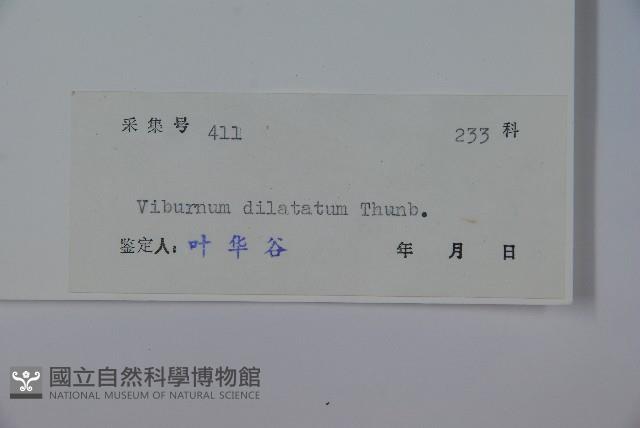 采集号 411 233 科
Viburnum dilatatum Thunb.
鉴定人: 叶华谷 年 月 日
國立自然科學博物館
NATIONAL MUSEUM OF NATURAL SCIENCE